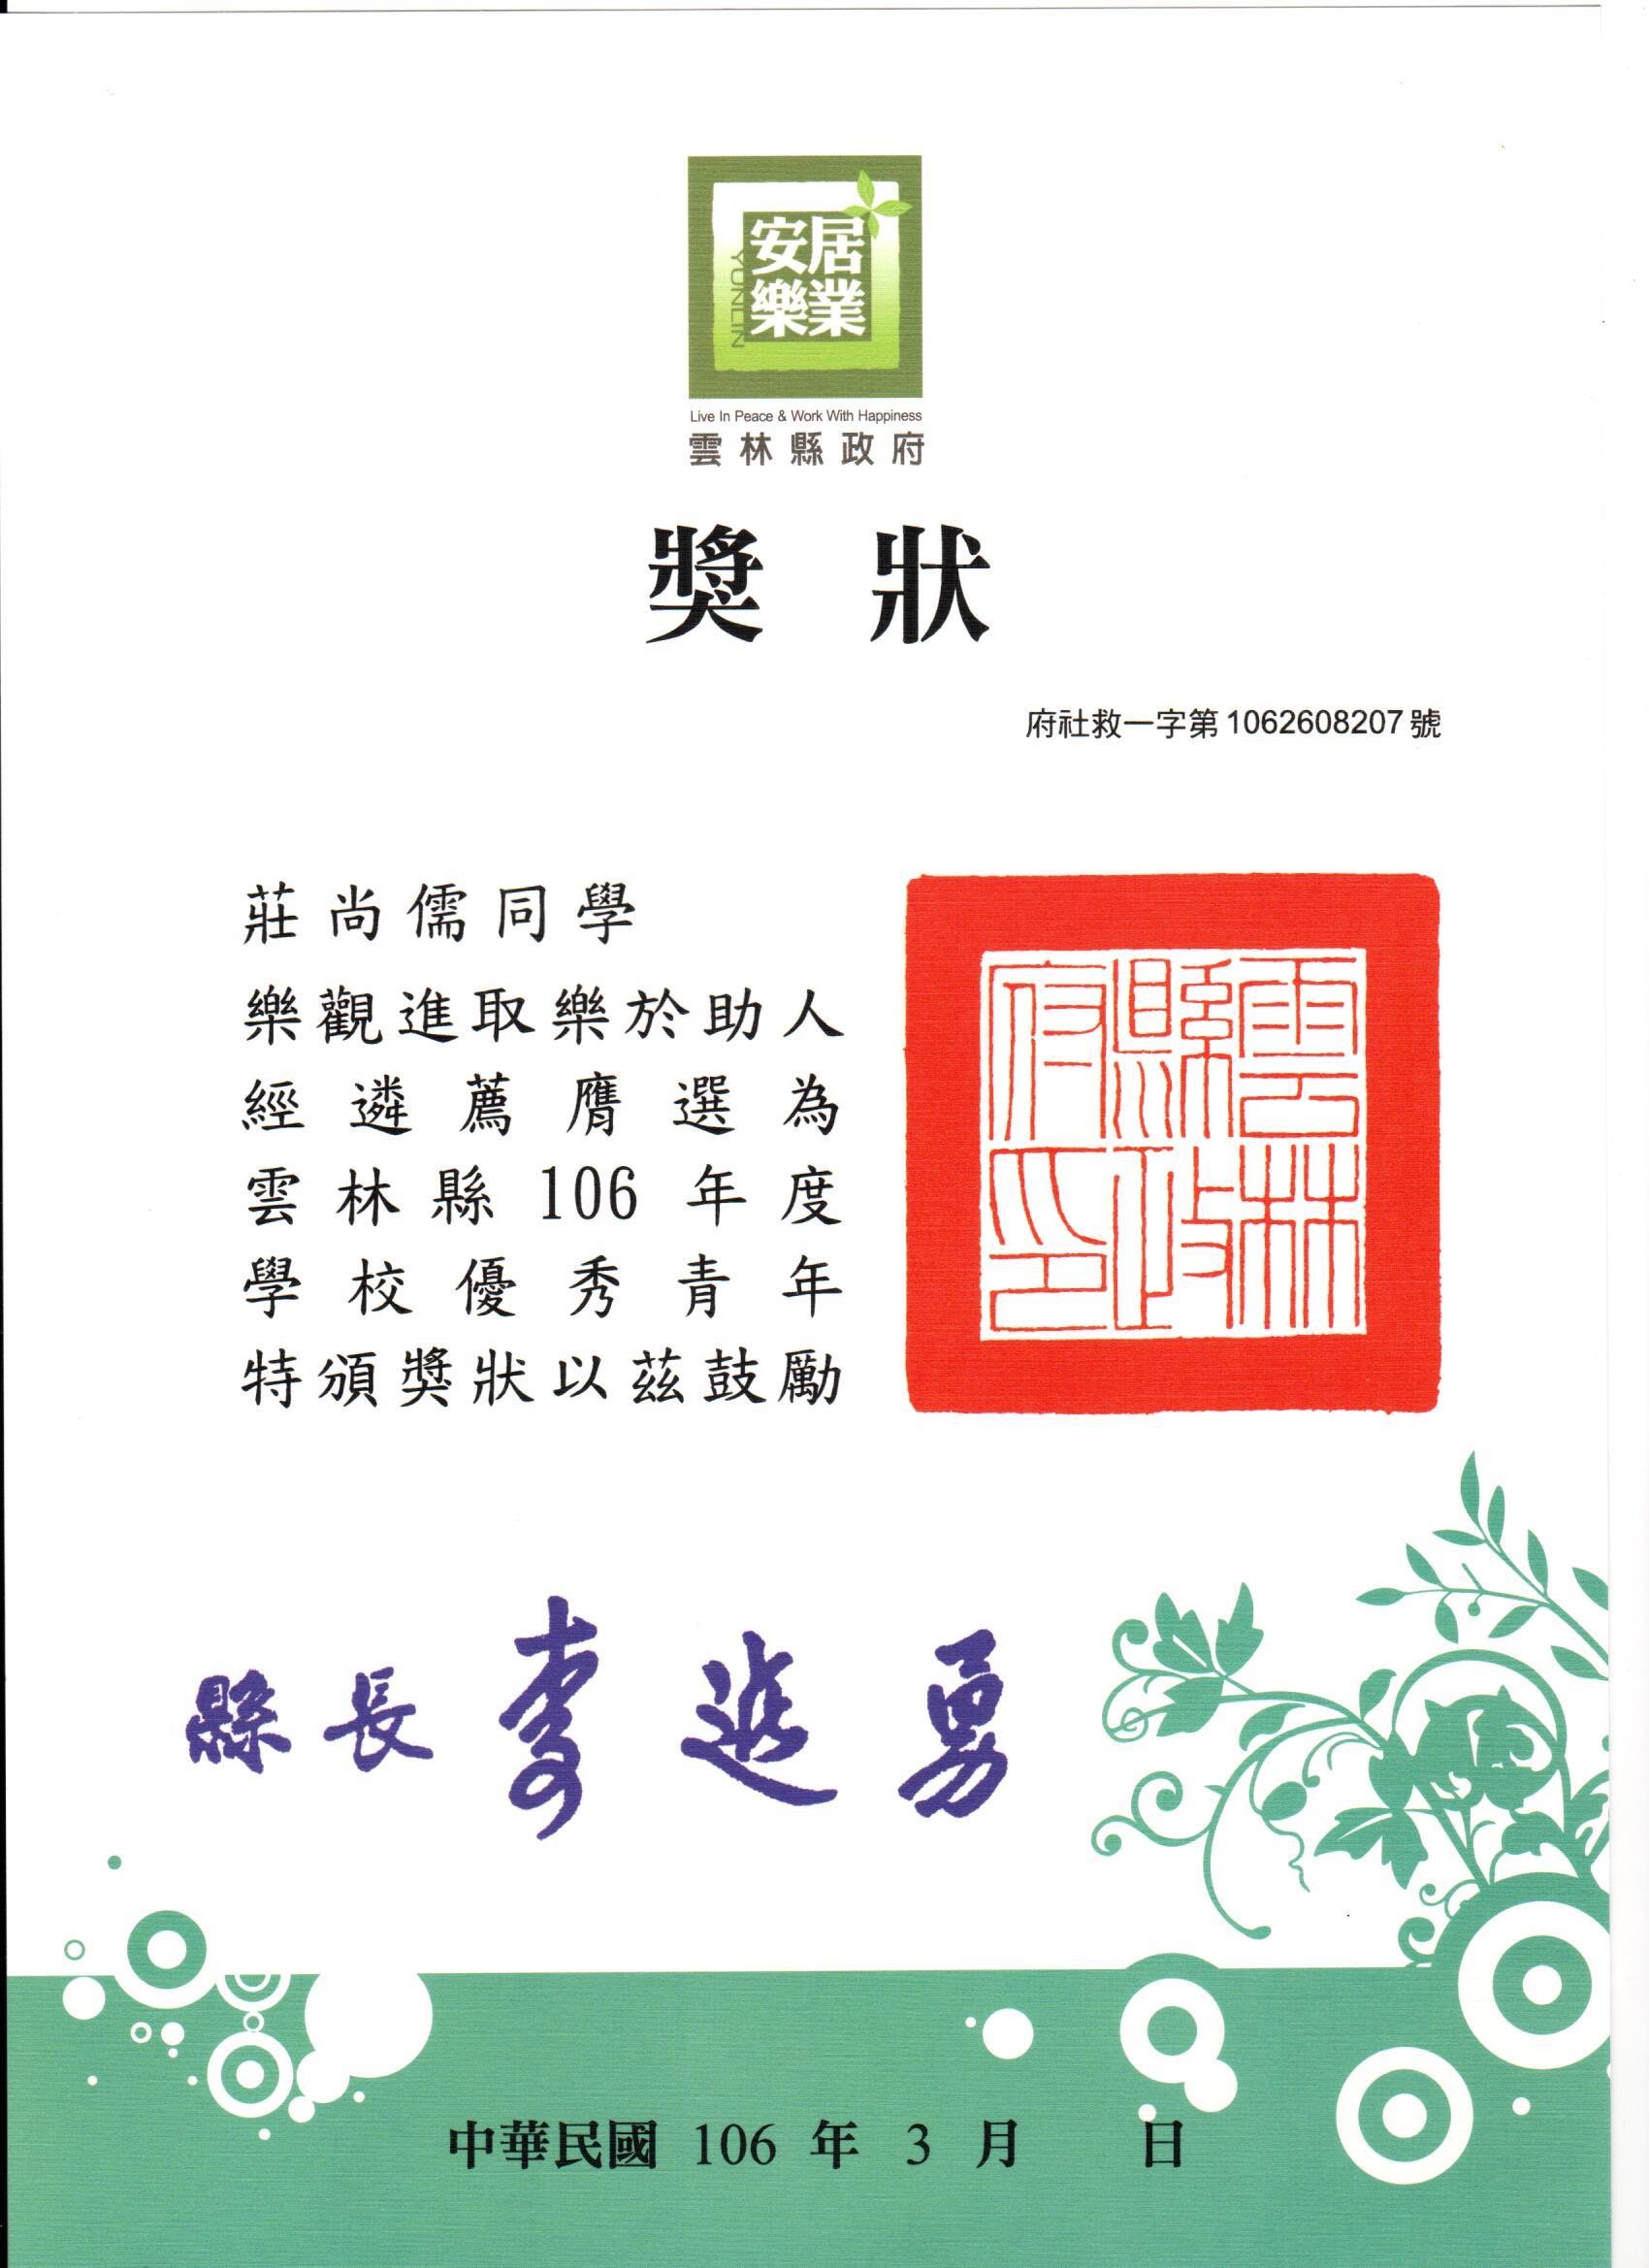 安居
樂業
YUNLIN
Live In Peace & Work With Happiness
雲林縣政府
獎狀
府社救一字第1062608207號
莊尚儒同學
樂觀進取樂於助人
經遴薦膺選為
雲林縣106年度
學校優秀青年
特頒獎狀以茲鼓勵
雲林縣政府印
縣長李進勇
中華民國 106 年 3 月 日